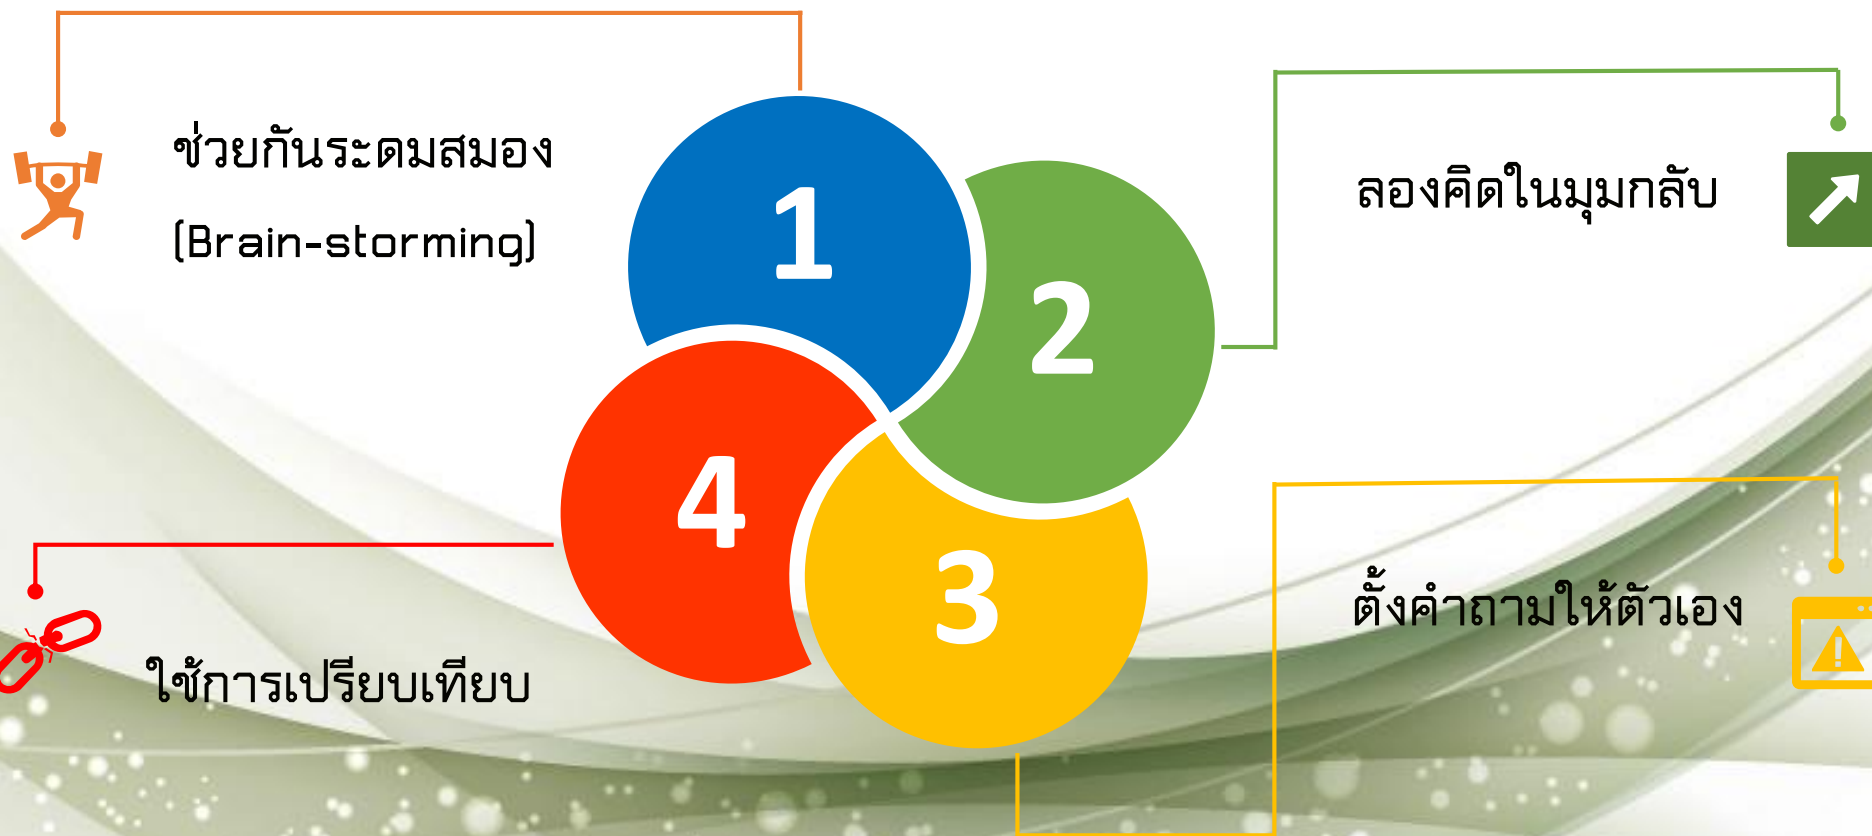 ช่วยกันระดมสมอง
(Brain-storming)
1
ลองคิดในมุมกลับ
2
4
3
ตั้งคำถามให้ตัวเอง
ใช้การเปรียบเทียบ